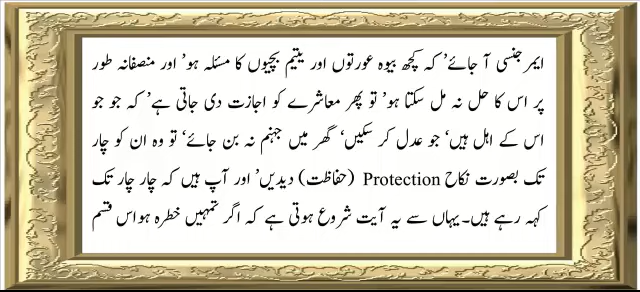 ایمرجنسی آ جائے’ کہ کچھ بیوہ عورتوں اور یتیم بچیوں کا مسئلہ ہو’ اور منصفانہ طور
پر اس کا حل نہ مل سکتا ہو’ تو پھر معاشرے کو اجازت دی جاتی ہے’ کہ جو جو
اس کے اہل ہیں‘ جو عدل کر سکیں‘ گھر میں جہنم نہ بن جائے‘ تو وہ ان کو چار
تک بصورت نکاح Protection (حفاظت) دیدیں’ اور آپ ہیں کہ چار چار تک
کہہ رہے ہیں۔ یہاں سے یہ آیت شروع ہوتی ہے کہ اگر تمہیں خطرہ ہواس قسم